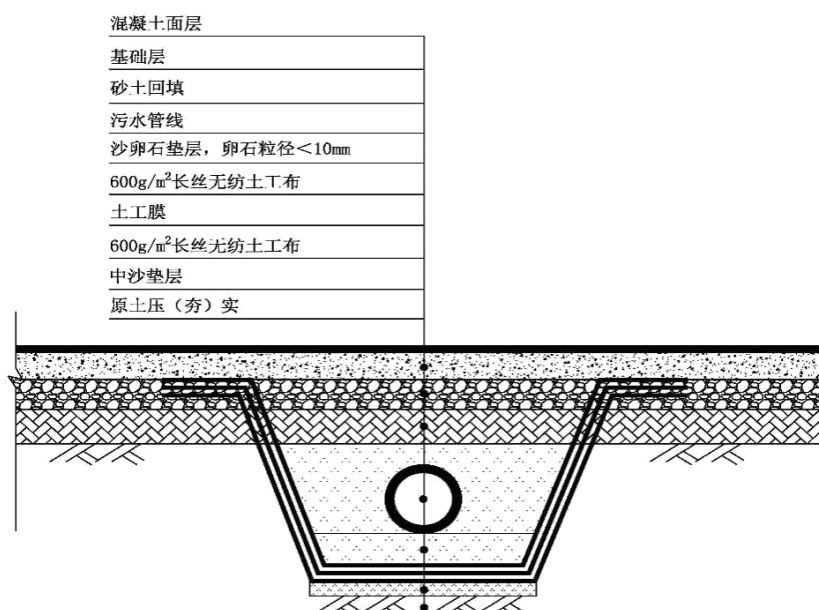 混凝土面层
基础层
砂土回填
污水管线
沙卵石垫层，卵石粒径＜10mm
600g/m²长丝无纺土工布
土工膜
600g/m²长丝无纺土工布
中沙垫层
原土压（夯）实